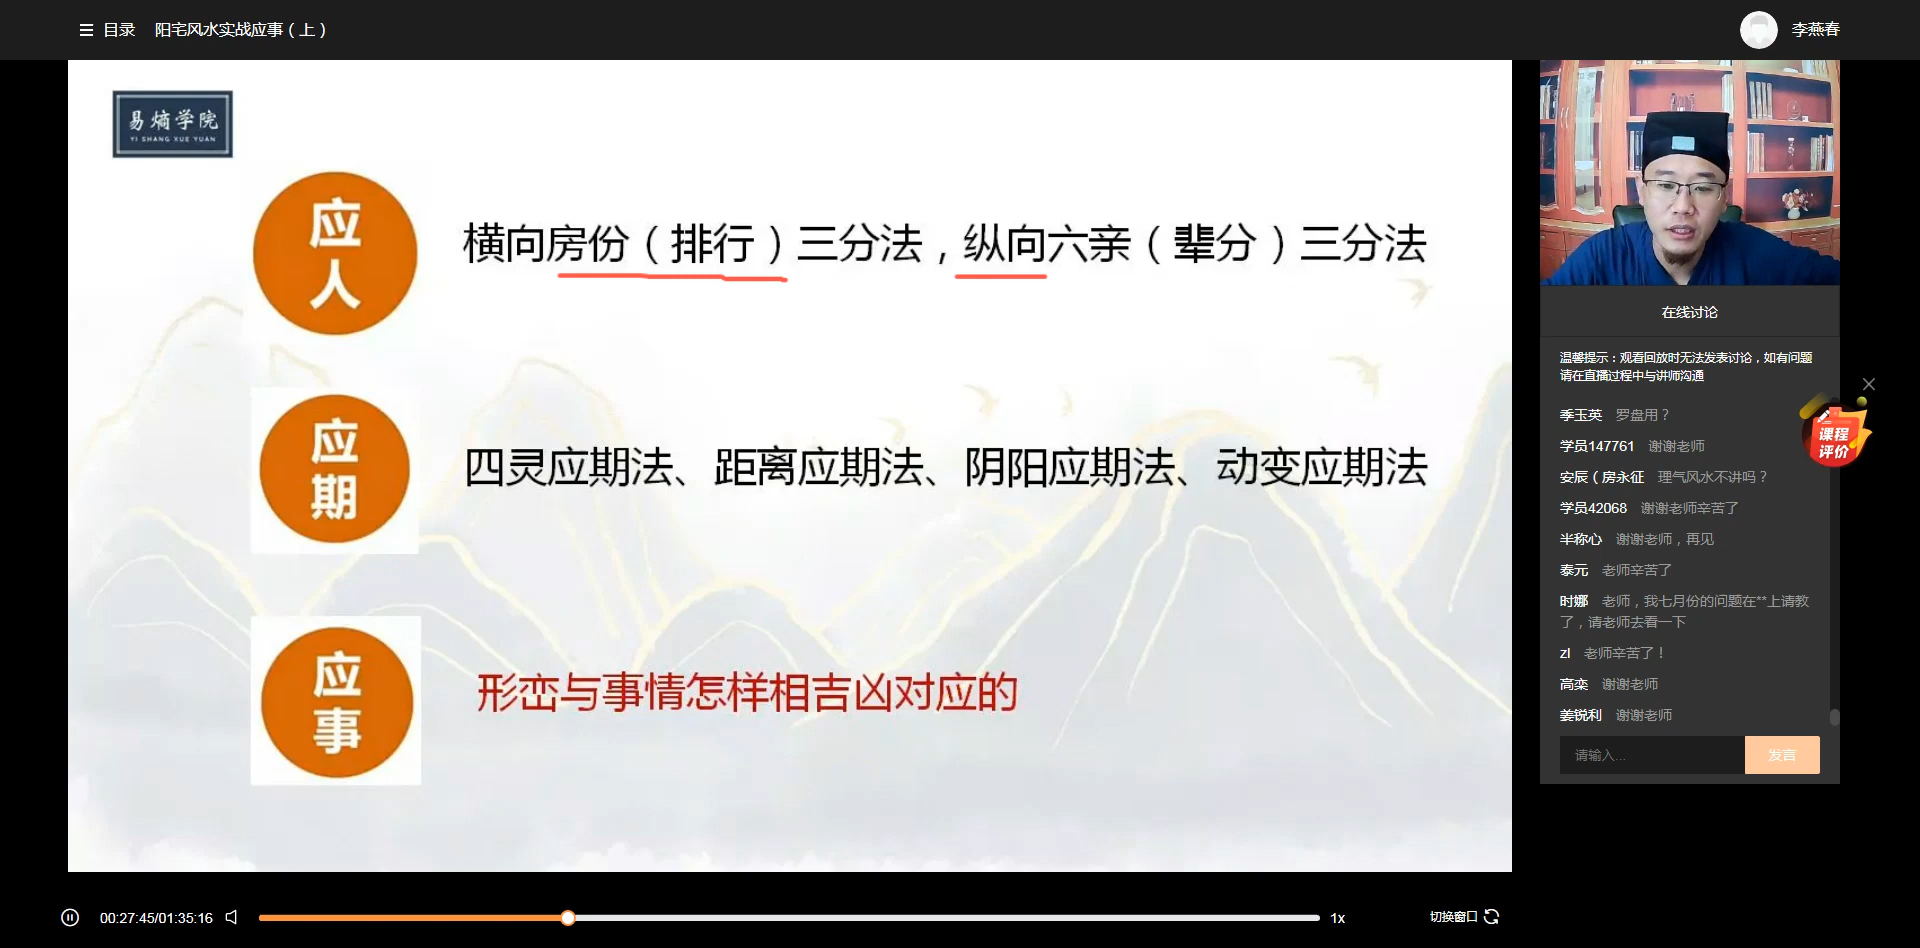 目录 阳宅风水实战应事（上）
李燕春
易熵学院
YI SHANG XUE YUAN
应人
横向房份（排行）三分法，纵向六亲（辈分）三分法
应期
四灵应期法、距离应期法、阴阳应期法、动变应期法
应事
形峦与事情怎样相吉凶对应的
在线讨论
温馨提示：观看回放时无法发表讨论，如有问题
请在直播过程中与讲师沟通
季玉英 罗盘用？
学员147761 谢谢老师
安辰（房永征 理气风水不讲吗？
学员42068 谢谢老师辛苦了
半称心 谢谢老师，再见
泰元 老师辛苦了
时娜 老师，我七月份的问题在**上请教
了，请老师去看一下
zl 老师辛苦了！
高栾 谢谢老师
姜锐利 谢谢老师
课程
评价
请输入... 发言
00:27:45/01:35:16 1x 切换窗口